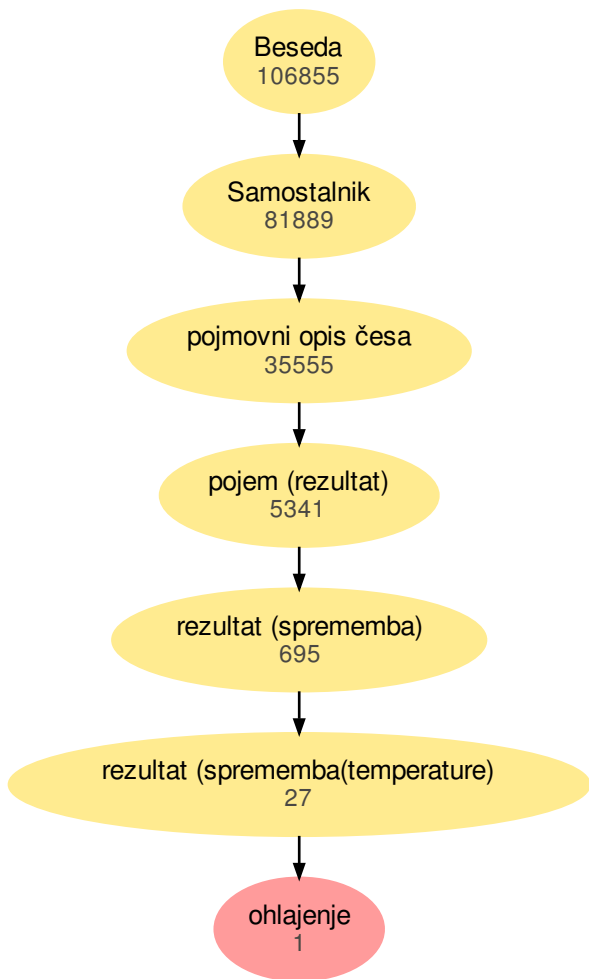 Beseda
106855
Samostalnik
81889
pojmovni opis česa
35555
pojem (rezultat)
5341
rezultat (sprememba)
695
rezultat (sprememba(temperature)
27
ohlajenje
1